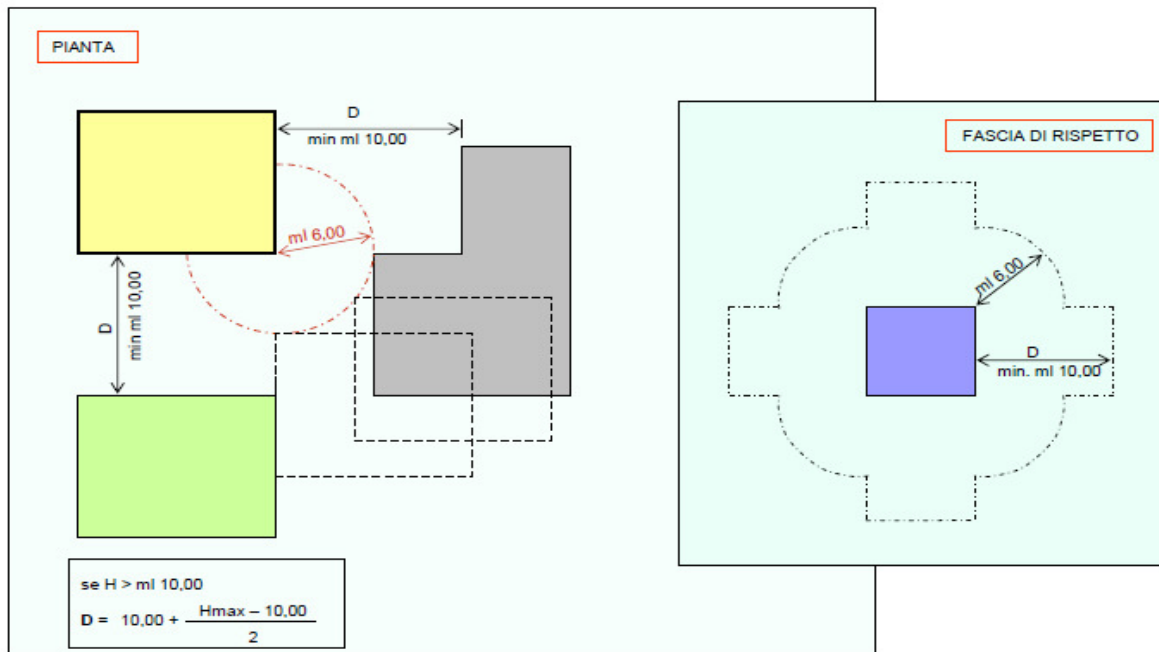 PIANTA
D
min ml 10,00
FASCIA DI RISPETTO
ml 6,00
D
min ml 10,00
ml 6,00
D
min. ml 10,00
se H > ml 10,00
D = 10,00 + Hmax – 10,00
2